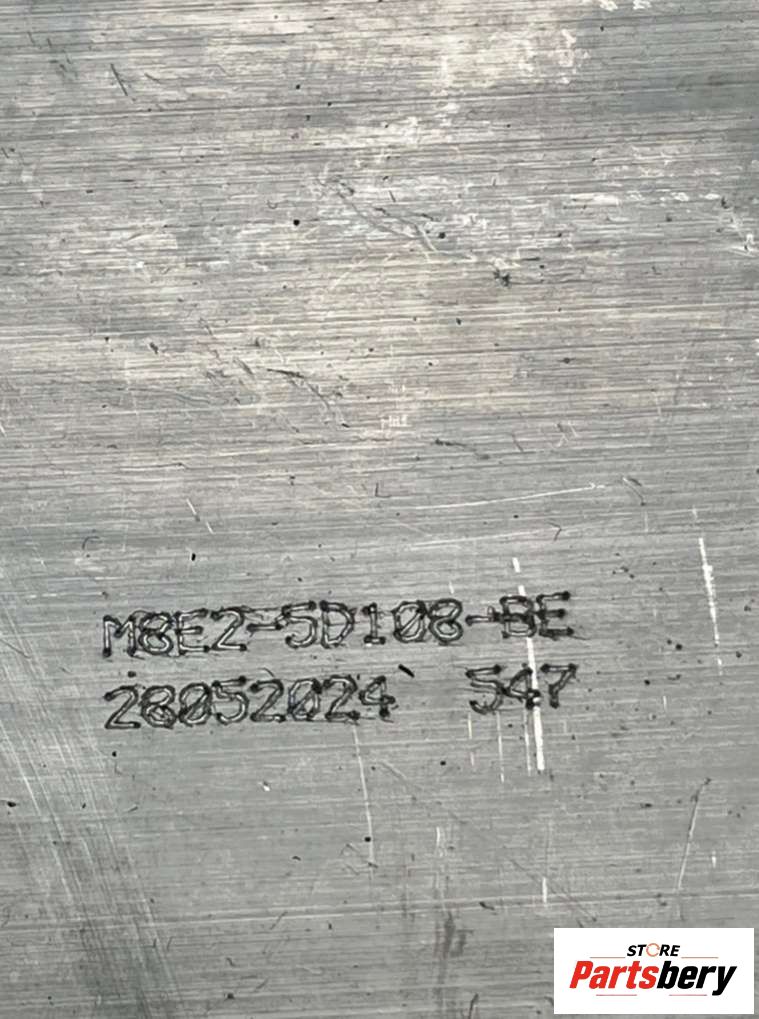 M8E2-5D108-BE
28052024 547
STORE
Partsbery